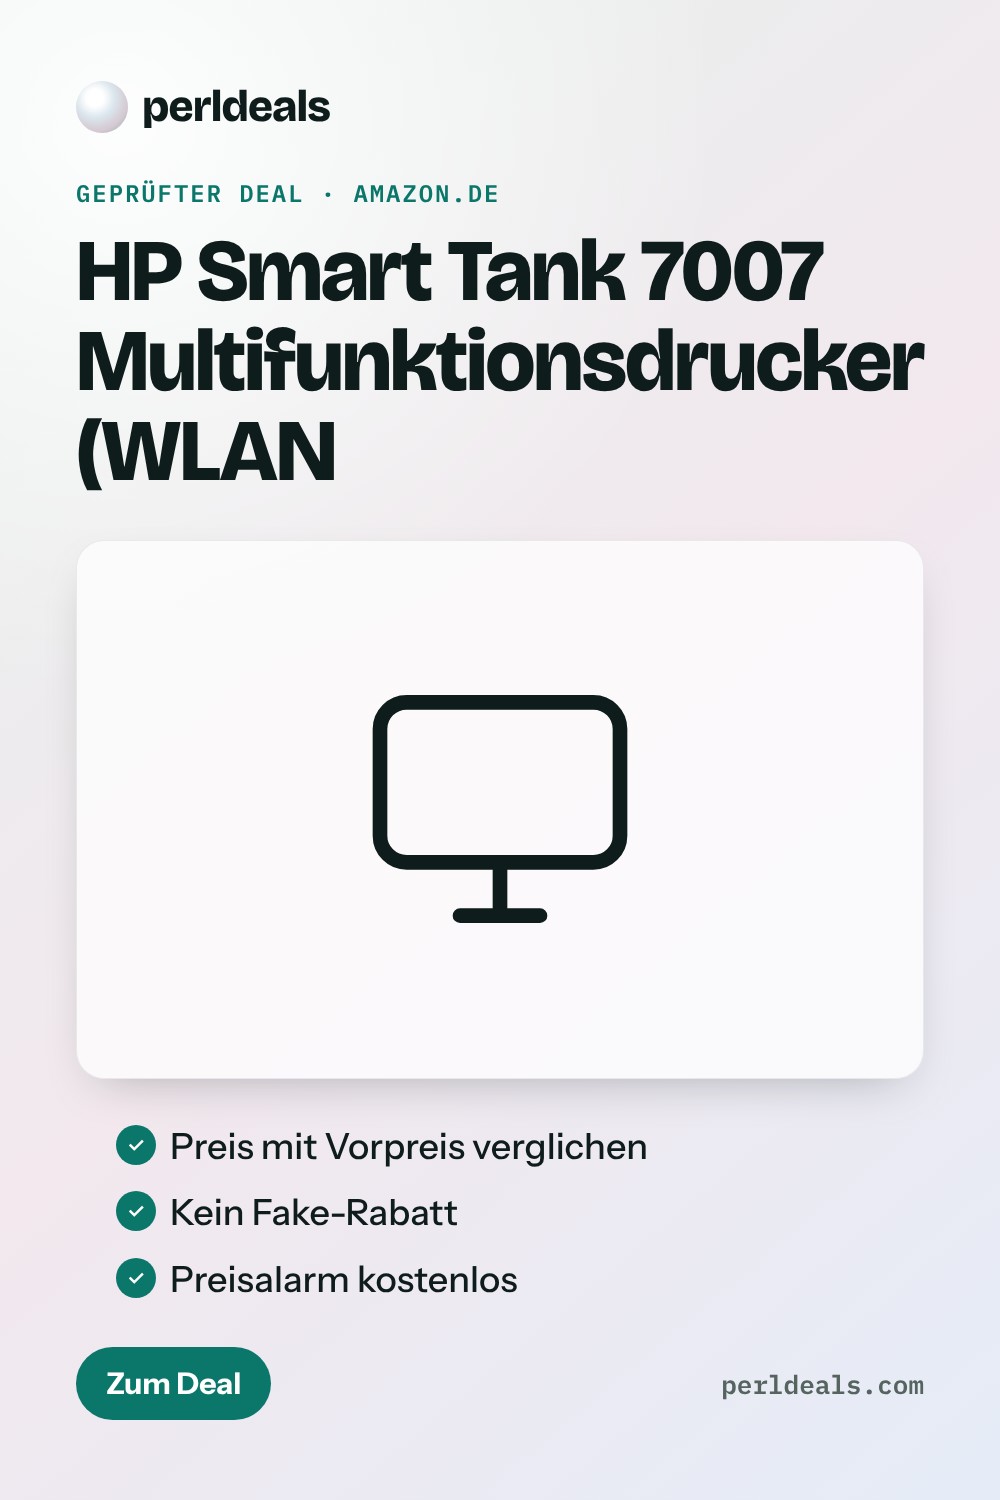 perldeals
GEPRÜFTER DEAL · AMAZON.DE
HP Smart Tank 7007
Multifunktionsdrucker
(WLAN
Preis mit Vorpreis verglichen
Kein Fake-Rabatt
Preisalarm kostenlos
Zum Deal
perldeals.com